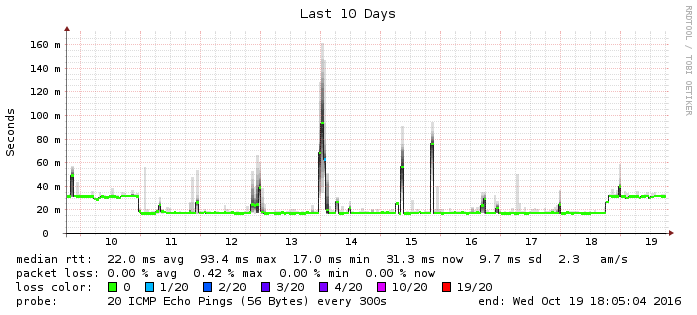 Last 10 Days
RRDTOOL / TOBI OETIKER
Seconds
160 m
140 m
120 m
100 m
80 m
60 m
40 m
20 m
0
10 11 12 13 14 15 16 17 18 19
median rtt: 22.0 ms avg 93.4 ms max 17.0 ms min 31.3 ms now 9.7 ms sd 2.3 am/s
packet loss: 0.00 % avg 0.42 % max 0.00 % min 0.00 % now
loss color: 0 1/20 2/20 3/20 4/20 10/20 19/20
probe: 20 ICMP Echo Pings (56 Bytes) every 300s end: Wed Oct 19 18:05:04 2016